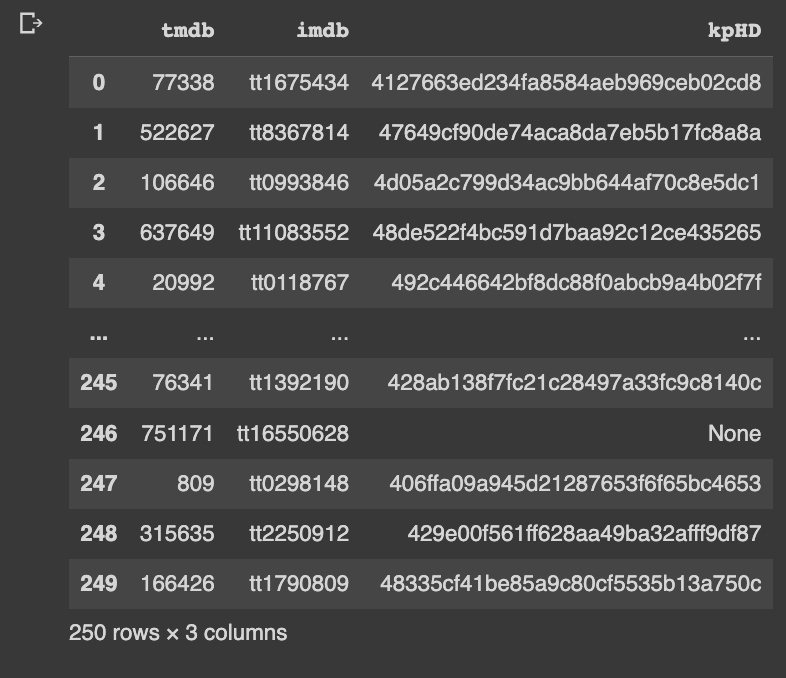 tmdb imdb kpHD
0 77338 tt1675434 4127663ed234fa8584aeb969ceb02cd8
1 522627 tt8367814 47649cf90de74aca8da7eb5b17fc8a8a
2 106646 tt0993846 4d05a2c799d34ac9bb644af70c8e5dc1
3 637649 tt11083552 48de522f4bc591d7baa92c12ce435265
4 20992 tt0118767 492c446642bf8dc88f0abcb9a4b02f7f
... ... ... ...
245 76341 tt1392190 428ab138f7fc21c28497a33fc9c8140c
246 751171 tt16550628 None
247 809 tt0298148 406ffa09a945d21287653f6f65bc4653
248 315635 tt2250912 429e00f561ff628aa49ba32afff9df87
249 166426 tt1790809 48335cf41be85a9c80cf5535b13a750c
250 rows × 3 columns